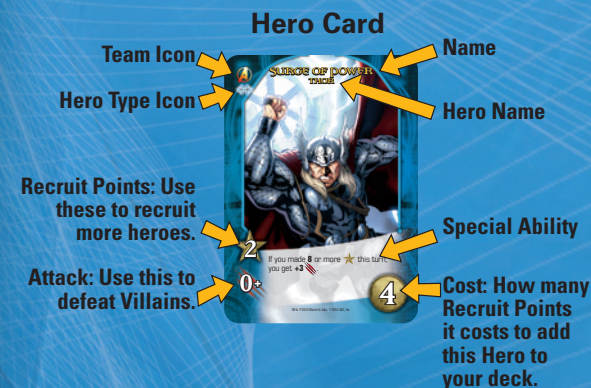 Hero Card
Team Icon
Hero Type Icon
Recruit Points: Use
these to recruit
more heroes.
Attack: Use this to
defeat Villains.
SURGE OF POWER
THOR
2
If you made 8 or more this turn,
you get +3
0+
4
Name
Hero Name
Special Ability
Cost: How many
Recruit Points
it costs to add
this Hero to
your deck.